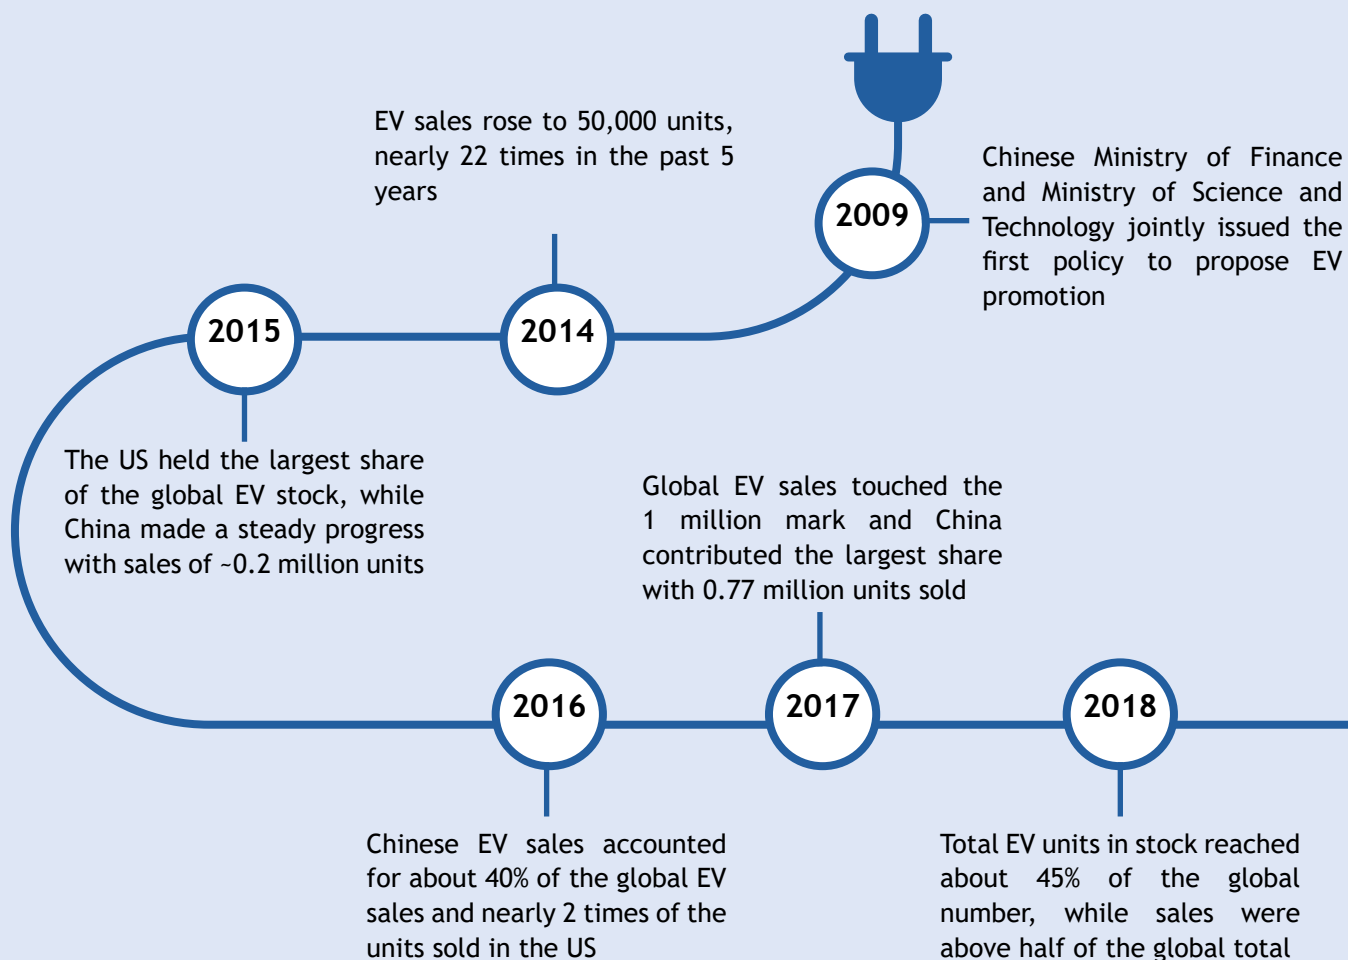 2009
Chinese Ministry of Finance
and Ministry of Science and
Technology jointly issued the
first policy to propose EV
promotion
EV sales rose to 50,000 units,
nearly 22 times in the past 5
years
2014
2015
The US held the largest share
of the global EV stock, while
China made a steady progress
with sales of ~0.2 million units
2016
Chinese EV sales accounted
for about 40% of the global EV
sales and nearly 2 times of the
units sold in the US
Global EV sales touched the
1 million mark and China
contributed the largest share
with 0.77 million units sold
2017
2018
Total EV units in stock reached
about 45% of the global
number, while sales were
above half of the global total